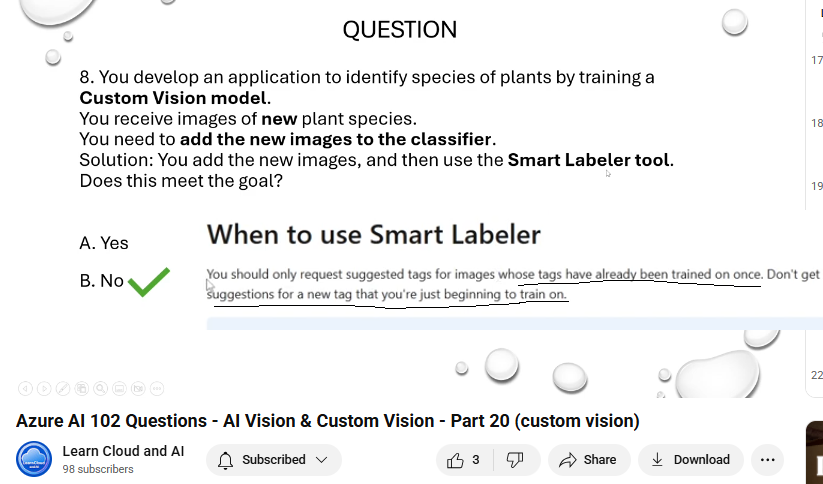 QUESTION
8. You develop an application to identify species of plants by training a
Custom Vision model.
You receive images of new plant species.
You need to add the new images to the classifier.
Solution: You add the new images, and then use the Smart Labeler tool.
Does this meet the goal?
A. Yes
B. No
When to use Smart Labeler
You should only request suggested tags for images whose tags have already been trained on once. Don't get
suggestions for a new tag that you're just beginning to train on.
17
18
19
22
Azure AI 102 Questions - AI Vision & Custom Vision - Part 20 (custom vision)
Learn Cloud and AI
98 subscribers
Subscribed
3
Share
Download